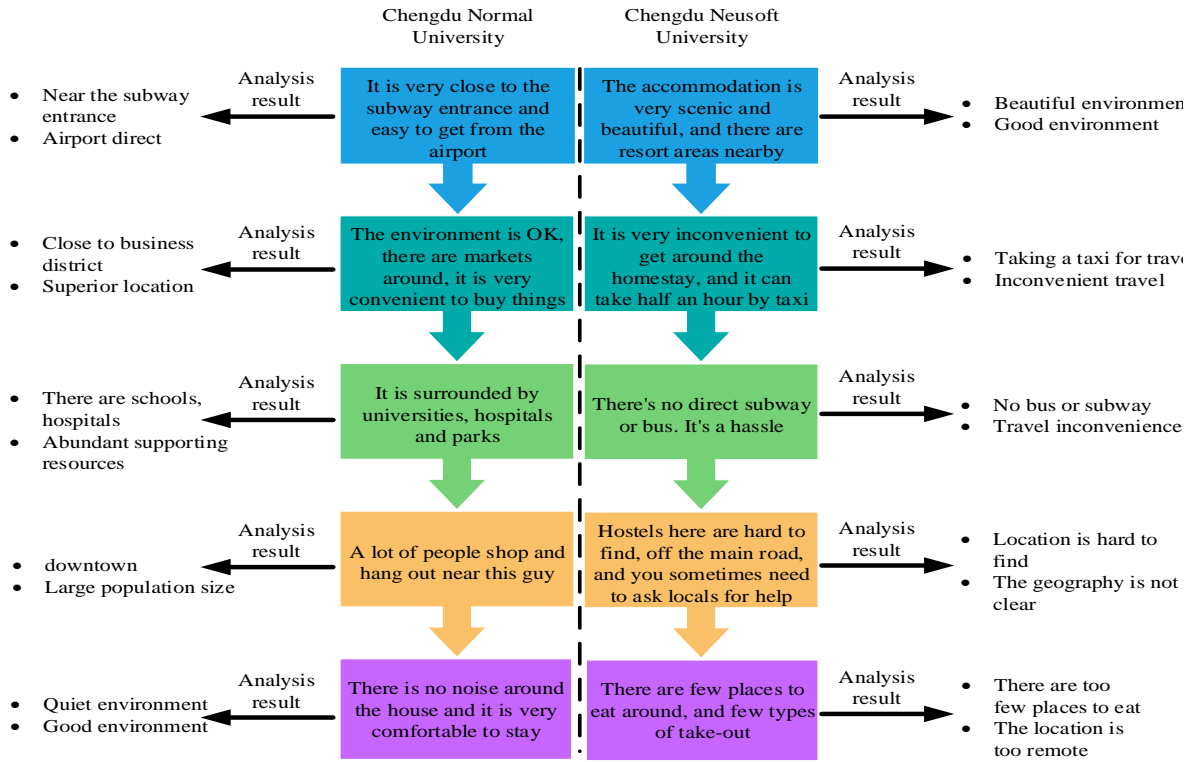 Chengdu Normal
University
Chengdu Neusoft
University
Analysis
result
• Near the subway
entrance
• Airport direct
It is very close to the
subway entrance and
easy to get from the
airport
The accommodation is
very scenic and
beautiful, and there are
resort areas nearby
Analysis
result
• Beautiful environmen
• Good environment
Analysis
result
• Close to business
district
• Superior location
The environment is OK,
there are markets
around, it is very
convenient to buy things
It is very inconvenient to
get around the
homestay, and it can
take half an hour by taxi
Analysis
result
• Taking a taxi for trave
• Inconvenient travel
Analysis
result
• There are schools,
hospitals
• Abundant supporting
resources
It is surrounded by
universities, hospitals
and parks
There's no direct subway
or bus. It's a hassle
Analysis
result
• No bus or subway
• Travel inconvenience
Analysis
result
• downtown
• Large population size
A lot of people shop and
hang out near this guy
Hostels here are hard to
find, off the main road,
and you sometimes need
to ask locals for help
Analysis
result
• Location is hard to
find
• The geography is not
clear
Analysis
result
• Quiet environment
• Good environment
There is no noise around
the house and it is very
comfortable to stay
There are few places to
eat around, and few types
of take-out
Analysis
result
• There are too
few places to eat
• The location is
too remote